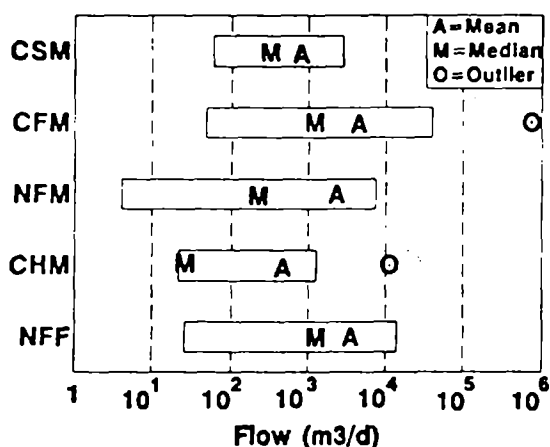 A=Mean
M=Median
O=Outlier
CSM
M A
CFM
M A O
NFM
M A
CHM
M A O
NFF
M A
1 10¹ 10² 10³ 10⁴ 10⁵ 10⁶
Flow (m3/d)